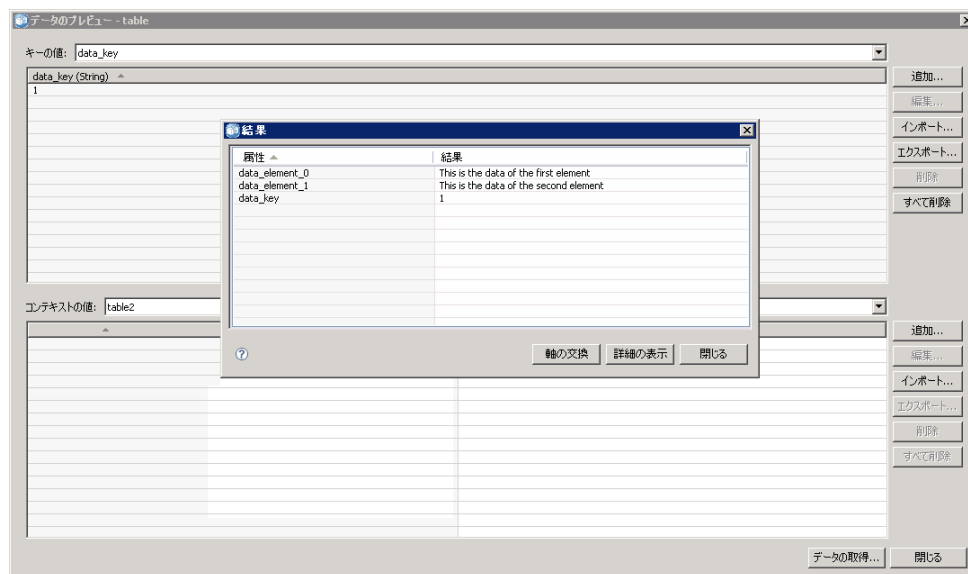 データのプレビュー - table
キーの値: data_key
data_key (String)
1
追加...
編集...
インポート...
エクスポート...
削除
すべて削除
結果
属性 結果
data_element_0 This is the data of the first element
data_element_1 This is the data of the second element
data_key 1
軸の交換 詳細の表示 閉じる
コンテキストの値: table2
追加...
編集...
インポート...
エクスポート...
削除
すべて削除
データの取得... 閉じる